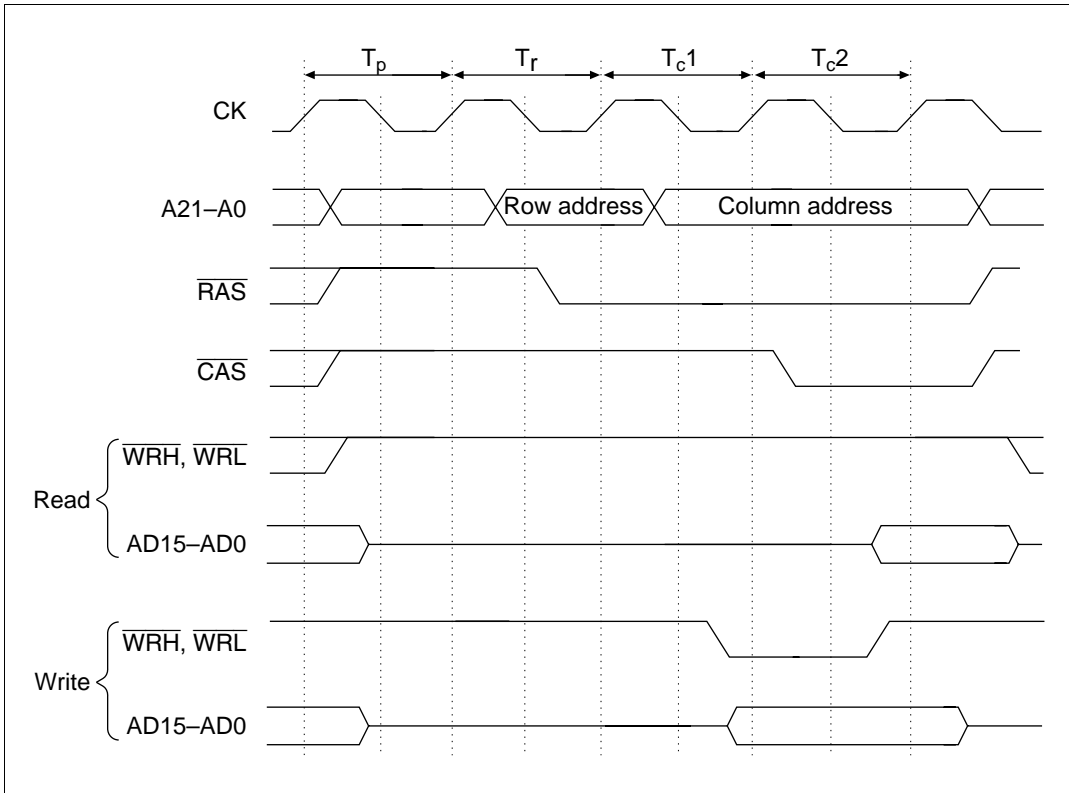 Tp Tr Tc1 Tc2
CK
A21–A0 Row address Column address
RAS
CAS
WRH, WRL
Read
AD15–AD0
WRH, WRL
Write
AD15–AD0